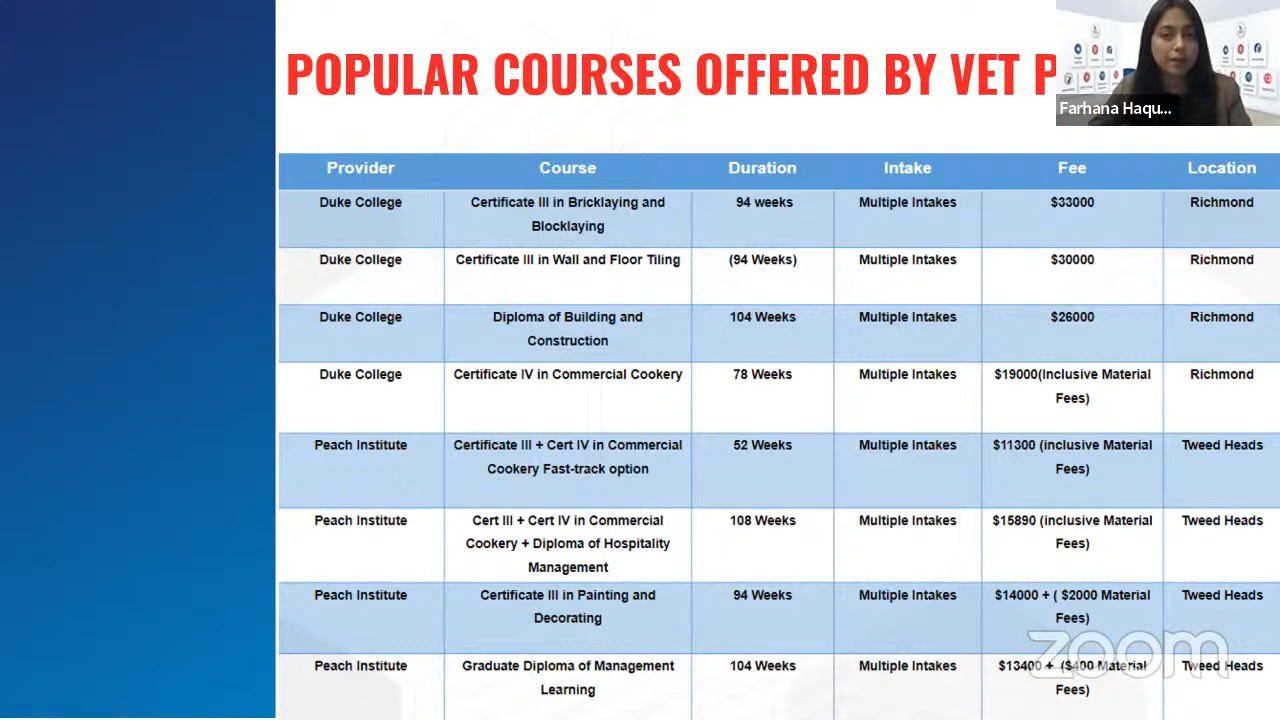 POPULAR COURSES OFFERED BY VET P
Farhana Haqu...
Provider Course Duration Intake Fee Location
Duke College Certificate III in Bricklaying and 94 weeks Multiple Intakes $33000 Richmond
Blocklaying
Duke College Certificate III in Wall and Floor Tiling (94 Weeks) Multiple Intakes $30000 Richmond
Duke College Diploma of Building and 104 Weeks Multiple Intakes $26000 Richmond
Construction
Duke College Certificate IV in Commercial Cookery 78 Weeks Multiple Intakes $19000(Inclusive Material Richmond
Fees)
Peach Institute Certificate III + Cert IV in Commercial 52 Weeks Multiple Intakes $11300 (inclusive Material Tweed Heads
Cookery Fast-track option Fees)
Peach Institute Cert III + Cert IV in Commercial 108 Weeks Multiple Intakes $15890 (inclusive Material Tweed Heads
Cookery + Diploma of Hospitality Fees)
Management
Peach Institute Certificate III in Painting and 94 Weeks Multiple Intakes $14000 + ( $2000 Material Tweed Heads
Decorating Fees)
zoom
Peach Institute Graduate Diploma of Management 104 Weeks Multiple Intakes $13400 + ($400 Material Tweed Heads
Learning Fees)